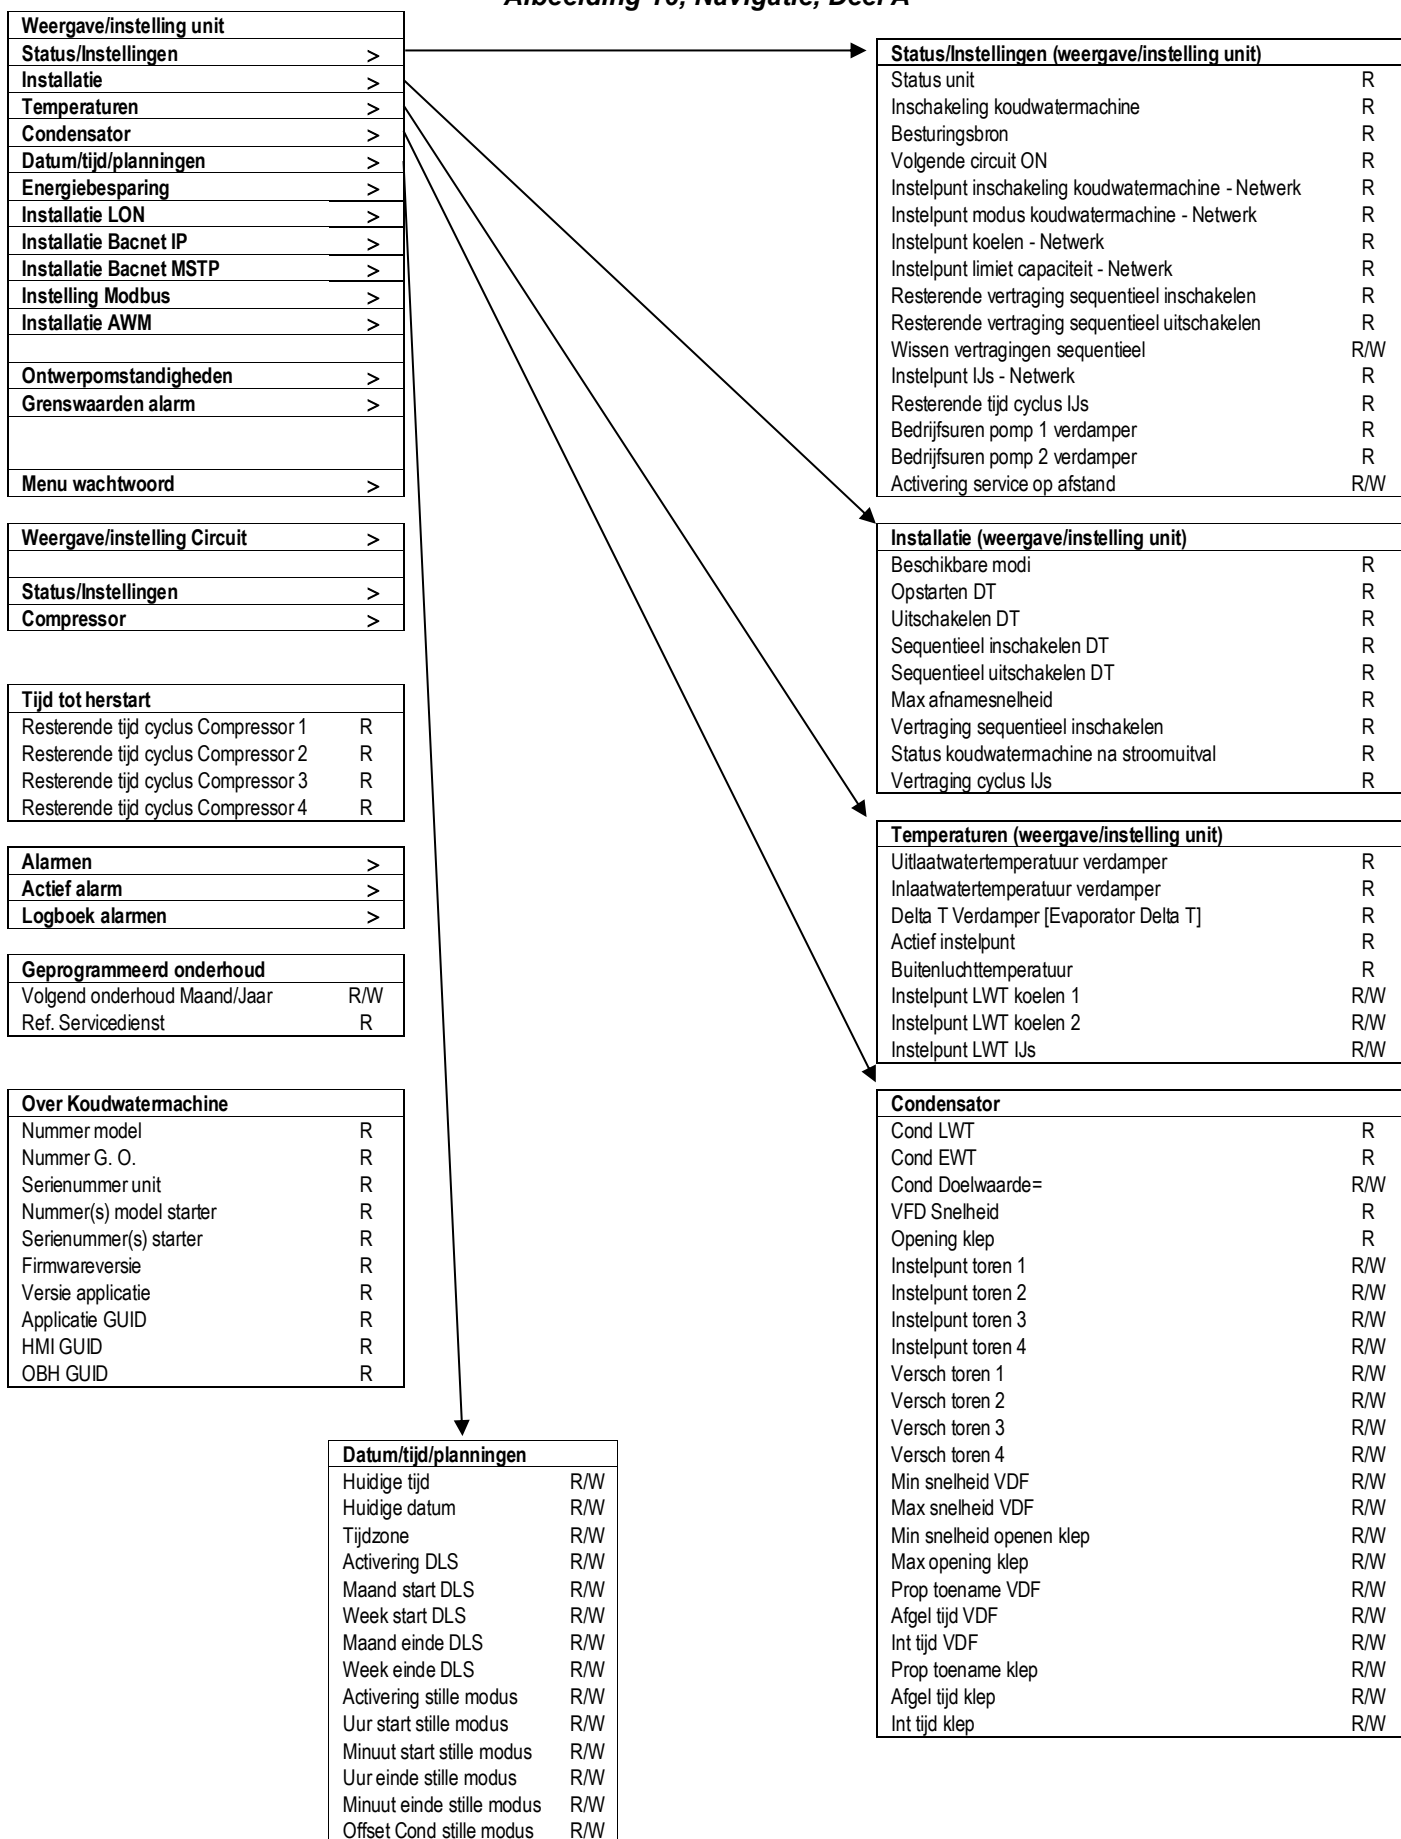 Afbeelding 10, Navigatie, Deel A
Weergave/instelling unit
Status/Instellingen >
Installatie >
Temperaturen >
Condensator >
Datum/tijd/planningen >
Energiebesparing >
Installatie LON >
Installatie Bacnet IP >
Installatie Bacnet MSTP >
Instelling Modbus >
Installatie AWM >
Ontwerpomstandigheden >
Grenswaarden alarm >
Menu wachtwoord >
Weergave/instelling Circuit >
Status/Instellingen >
Compressor >
Tijd tot herstart
Resterende tijd cyclus Compressor 1 R
Resterende tijd cyclus Compressor 2 R
Resterende tijd cyclus Compressor 3 R
Resterende tijd cyclus Compressor 4 R
Alarmen >
Actief alarm >
Logboek alarmen >
Geprogrammeerd onderhoud
Volgend onderhoud Maand/Jaar R/W
Ref. Servicedienst R
Over Koudwatermachine
Nummer model R
Nummer G. O. R
Serienummer unit R
Nummer(s) model starter R
Serienummer(s) starter R
Firmwareversie R
Versie applicatie R
Applicatie GUID R
HMI GUID R
OBH GUID R
Datum/tijd/planningen
Huidige tijd R/W
Huidige datum R/W
Tijdzone R/W
Activering DLS R/W
Maand start DLS R/W
Week start DLS R/W
Maand einde DLS R/W
Week einde DLS R/W
Activering stille modus R/W
Uur start stille modus R/W
Minuut start stille modus R/W
Uur einde stille modus R/W
Minuut einde stille modus R/W
Offset Cond stille modus R/W
Status/Instellingen (weergave/instelling unit)
Status unit R
Inschakeling koudwatermachine R
Besturingsbron R
Volgende circuit ON R
Instelpunt inschakeling koudwatermachine - Netwerk R
Instelpunt modus koudwatermachine - Netwerk R
Instelpunt koelen - Netwerk R
Instelpunt limiet capaciteit - Netwerk R
Resterende vertraging sequentieel inschakelen R
Resterende vertraging sequentieel uitschakelen R
Wissen vertragingen sequentieel R/W
Instelpunt IJs - Netwerk R
Resterende tijd cyclus IJs R
Bedrijfsuren pomp 1 verdamper R
Bedrijfsuren pomp 2 verdamper R
Activering service op afstand R/W
Installatie (weergave/instelling unit)
Beschikbare modi R
Opstarten DT R
Uitschakelen DT R
Sequentieel inschakelen DT R
Sequentieel uitschakelen DT R
Max afnamesnelheid R
Vertraging sequentieel inschakelen R
Status koudwatermachine na stroomuitval R
Vertraging cyclus IJs R
Temperaturen (weergave/instelling unit)
Uitlaatwatertemperatuur verdamper R
Inlaatwatertemperatuur verdamper R
Delta T Verdamper [Evaporator Delta T] R
Actief instelpunt R
Buitenluchttemperatuur R
Instelpunt LWT koelen 1 R/W
Instelpunt LWT koelen 2 R/W
Instelpunt LWT IJs R/W
Condensator
Cond LWT R
Cond EWT R
Cond Doelwaarde= R/W
VFD Snelheid R
Opening klep R
Instelpunt toren 1 R/W
Instelpunt toren 2 R/W
Instelpunt toren 3 R/W
Instelpunt toren 4 R/W
Versch toren 1 R/W
Versch toren 2 R/W
Versch toren 3 R/W
Versch toren 4 R/W
Min snelheid VDF R/W
Max snelheid VDF R/W
Min snelheid openen klep R/W
Max opening klep R/W
Prop toename VDF R/W
Afgel tijd VDF R/W
Int tijd VDF R/W
Prop toename klep R/W
Afgel tijd klep R/W
Int tijd klep R/W